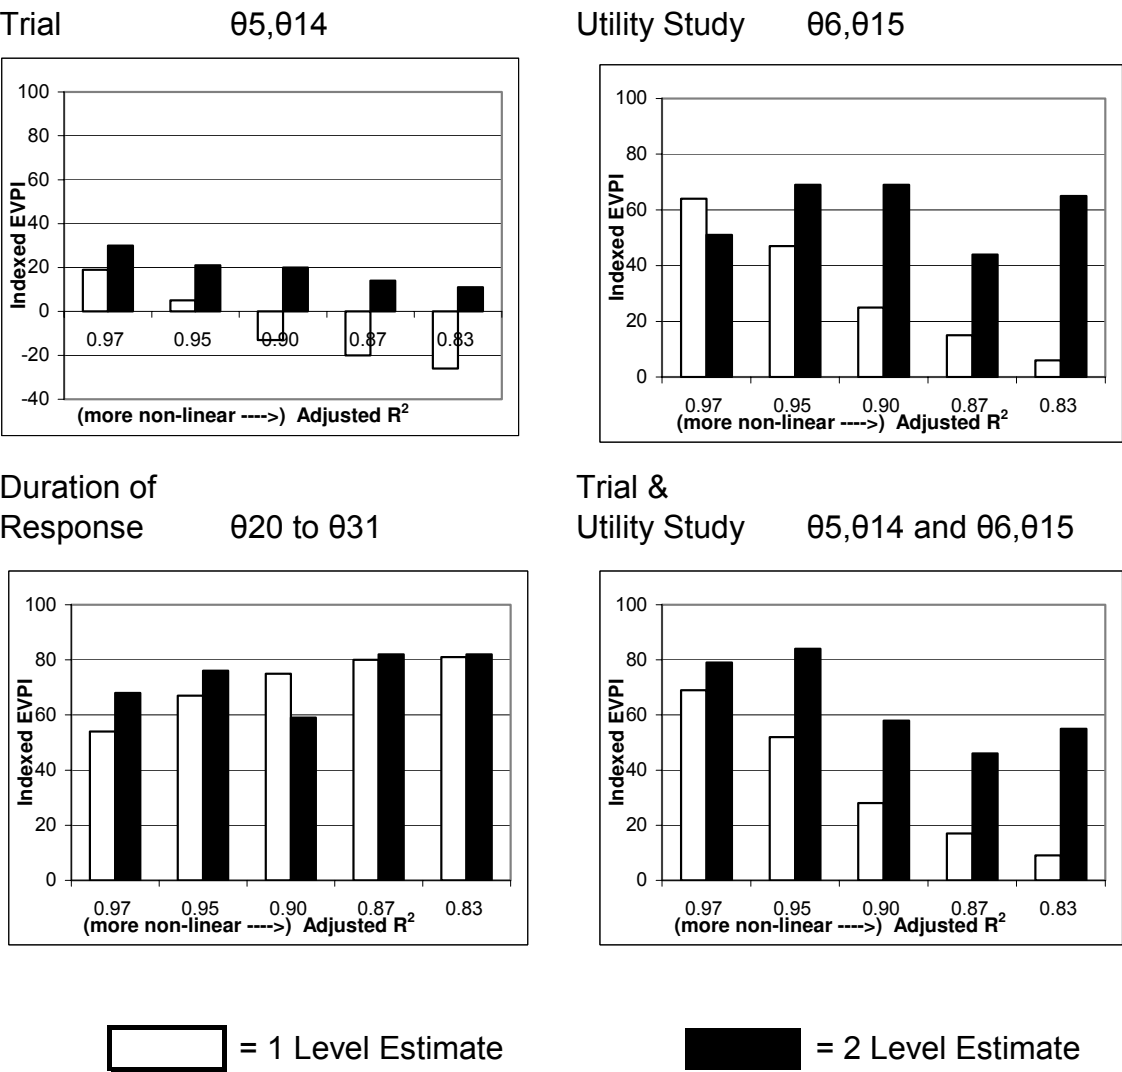 Trial θ5,θ14
100
80
60
40
20
0
-20
-40
Indexed EVPI
0.97 0.95 0.90 0.87 0.83
(more non-linear ---->) Adjusted R²
Utility Study θ6,θ15
100
80
60
40
20
0
Indexed EVPI
0.97 0.95 0.90 0.87 0.83
(more non-linear ---->) Adjusted R²
Duration of
Response θ20 to θ31
100
80
60
40
20
0
Indexed EVPI
0.97 0.95 0.90 0.87 0.83
(more non-linear ---->) Adjusted R²
Trial &
Utility Study θ5,θ14 and θ6,θ15
100
80
60
40
20
0
Indexed EVPI
0.97 0.95 0.90 0.87 0.83
(more non-linear ---->) Adjusted R²
= 1 Level Estimate
= 2 Level Estimate